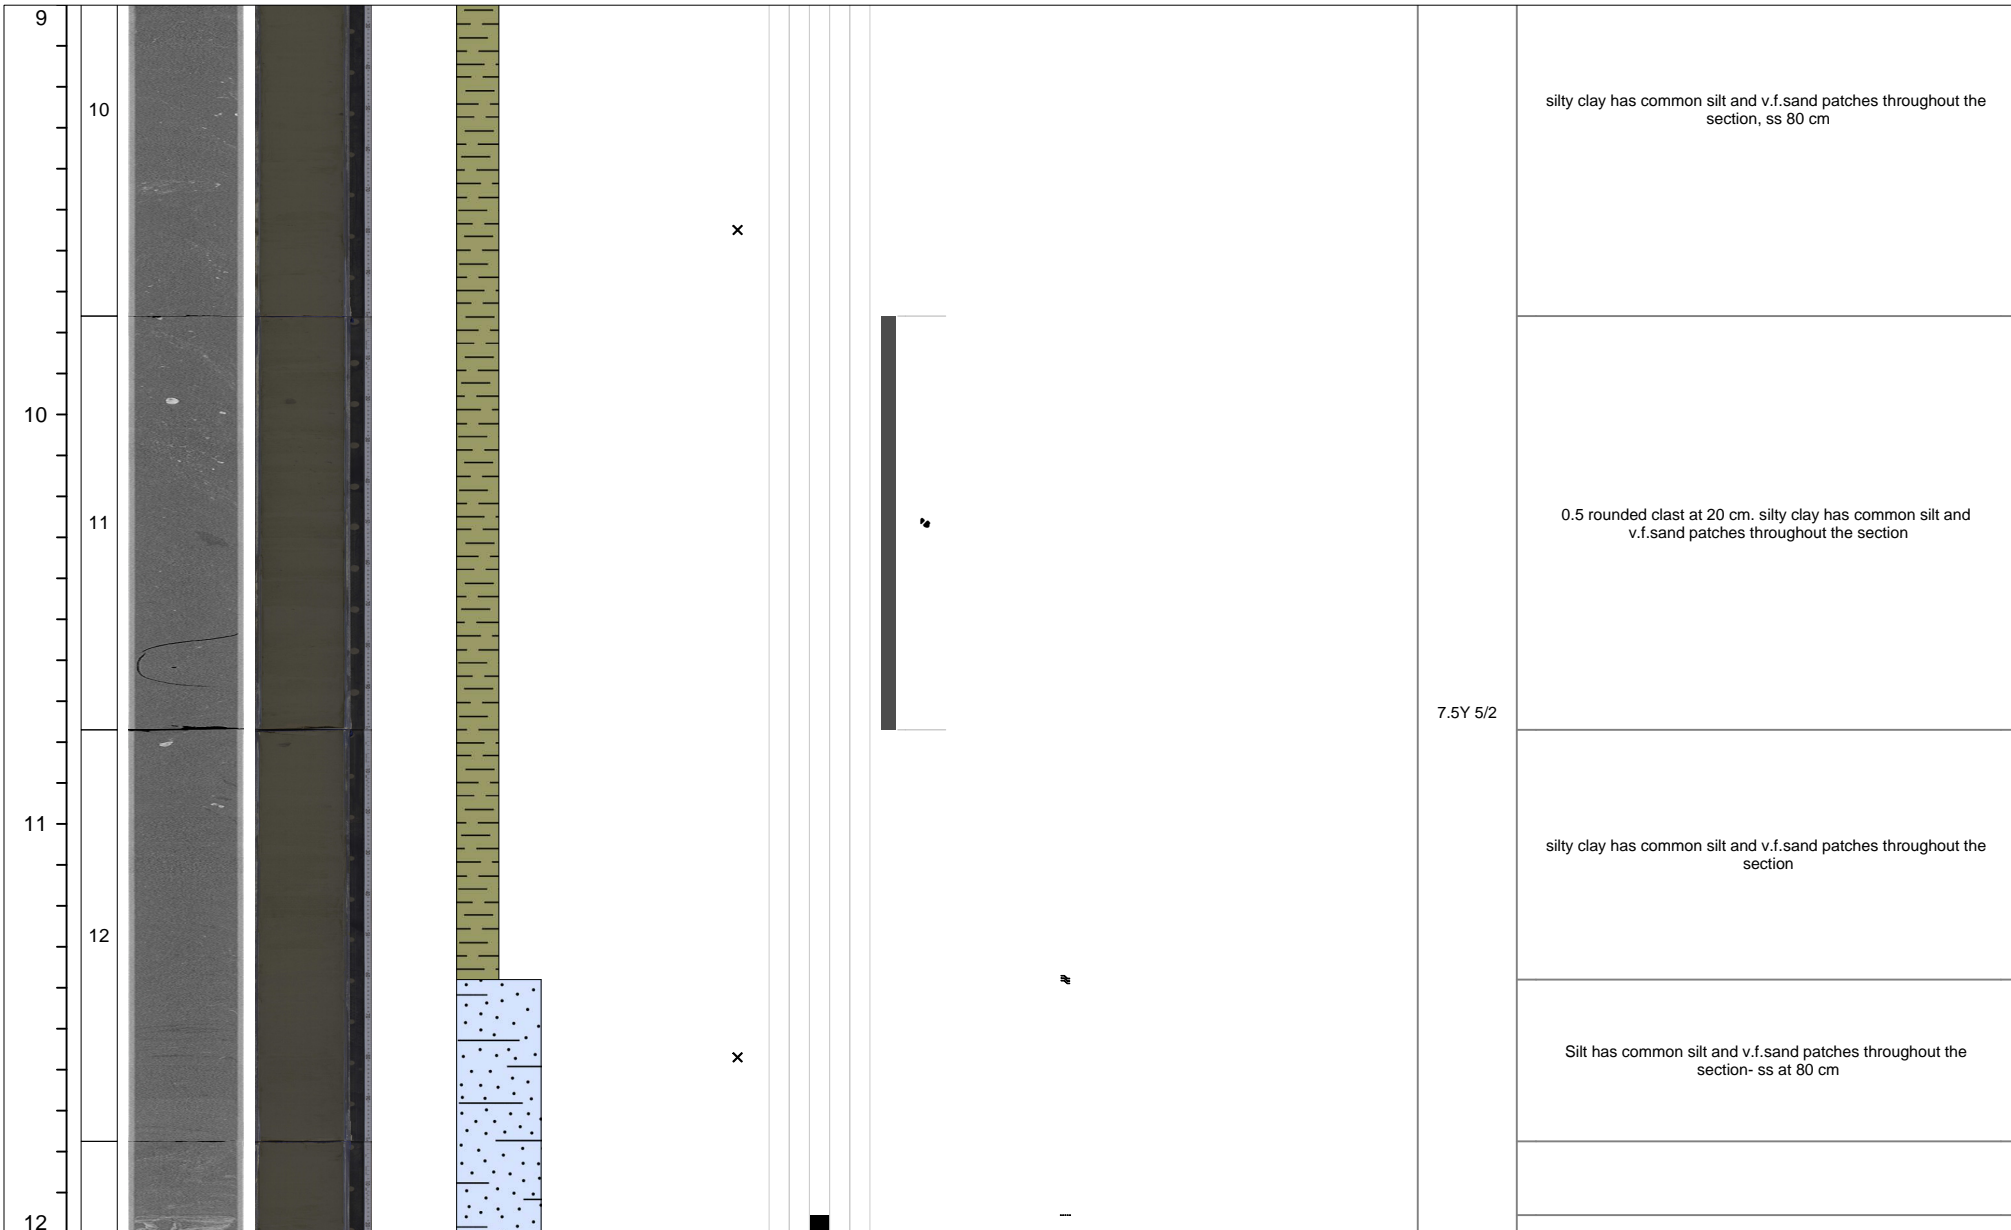 9
10
silty clay has common silt and v.f.sand patches throughout the
section, ss 80 cm
×
10
11
0.5 rounded clast at 20 cm. silty clay has common silt and
v.f.sand patches throughout the section
7.5Y 5/2
11
silty clay has common silt and v.f.sand patches throughout the
section
12
×
Silt has common silt and v.f.sand patches throughout the
section- ss at 80 cm
12